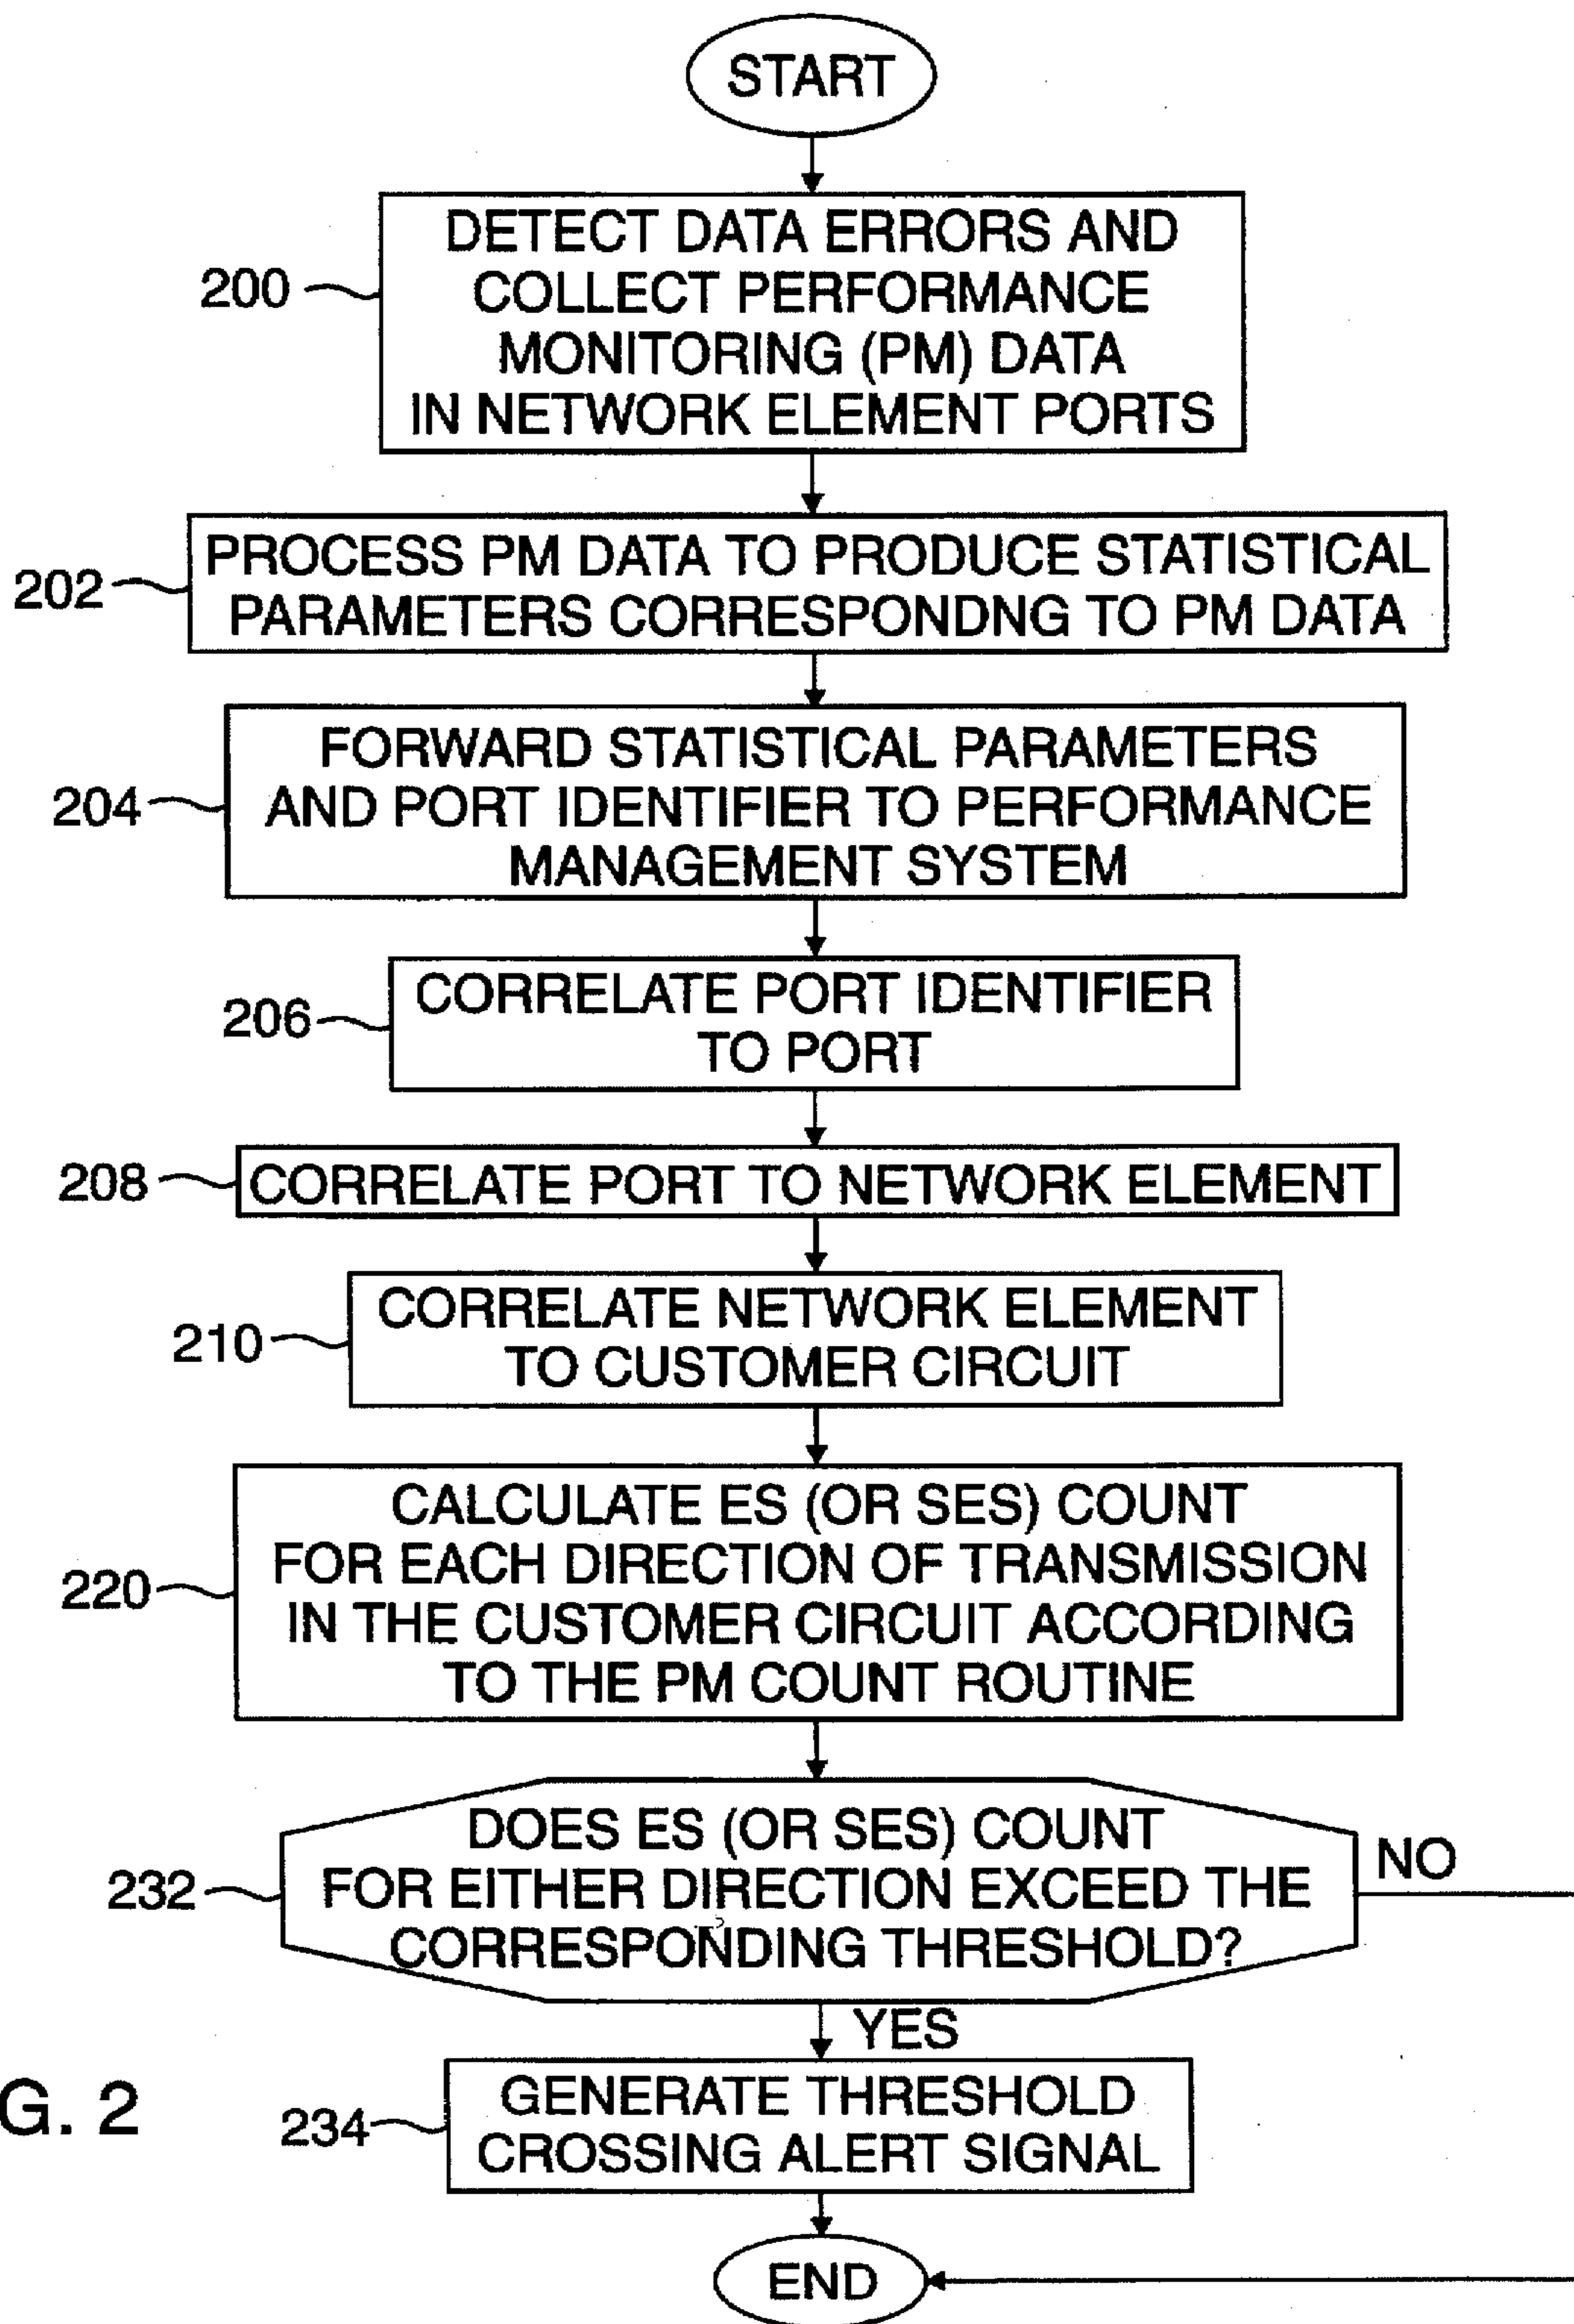 START
200
DETECT DATA ERRORS AND
COLLECT PERFORMANCE
MONITORING (PM) DATA
IN NETWORK ELEMENT PORTS
202
PROCESS PM DATA TO PRODUCE STATISTICAL
PARAMETERS CORRESPONDNG TO PM DATA
204
FORWARD STATISTICAL PARAMETERS
AND PORT IDENTIFIER TO PERFORMANCE
MANAGEMENT SYSTEM
206
CORRELATE PORT IDENTIFIER
TO PORT
208
CORRELATE PORT TO NETWORK ELEMENT
210
CORRELATE NETWORK ELEMENT
TO CUSTOMER CIRCUIT
220
CALCULATE ES (OR SES) COUNT
FOR EACH DIRECTION OF TRANSMISSION
IN THE CUSTOMER CIRCUIT ACCORDING
TO THE PM COUNT ROUTINE
232
DOES ES (OR SES) COUNT
FOR EITHER DIRECTION EXCEED THE
CORRESPONDING THRESHOLD?
NO
YES
G. 2
234
GENERATE THRESHOLD
CROSSING ALERT SIGNAL
END